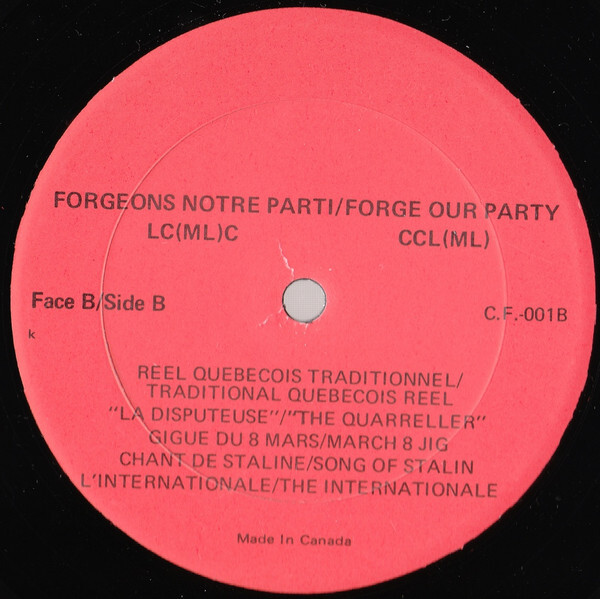 FORGEONS NOTRE PARTI/FORGE OUR PARTY
LC(ML)C CCL(ML)
Face B/Side B C.F.-001B
k
REEL QUEBECOIS TRADITIONNEL/
TRADITIONAL QUEBECOIS REEL
"LA DISPUTEUSE"/"THE QUARRELLER"
GIGUE DU 8 MARS/MARCH 8 JIG
CHANT DE STALINE/SONG OF STALIN
L'INTERNATIONALE/THE INTERNATIONALE
Made In Canada